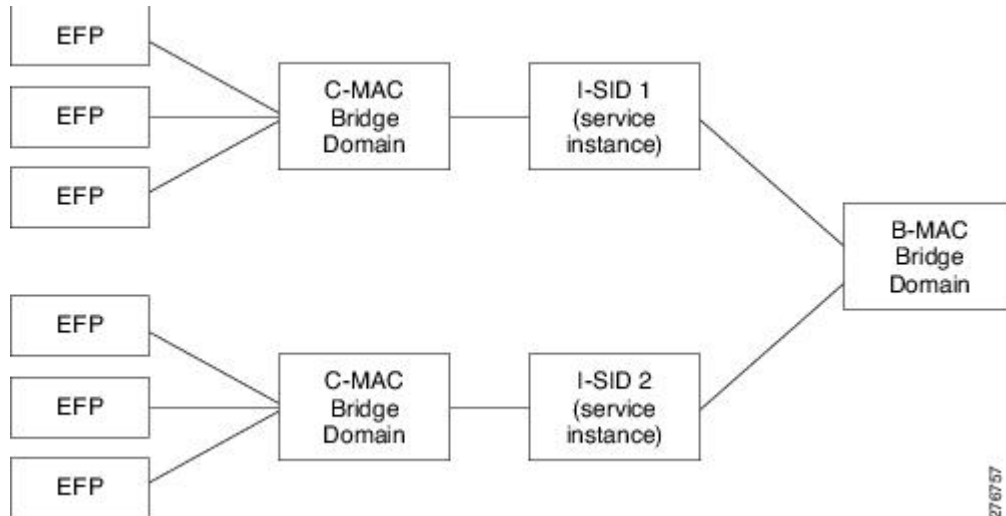 EFP
EFP
EFP
C-MAC
Bridge
Domain
I-SID 1
(service
instance)
B-MAC
Bridge
Domain
EFP
EFP
EFP
C-MAC
Bridge
Domain
I-SID 2
(service
instance)
276757